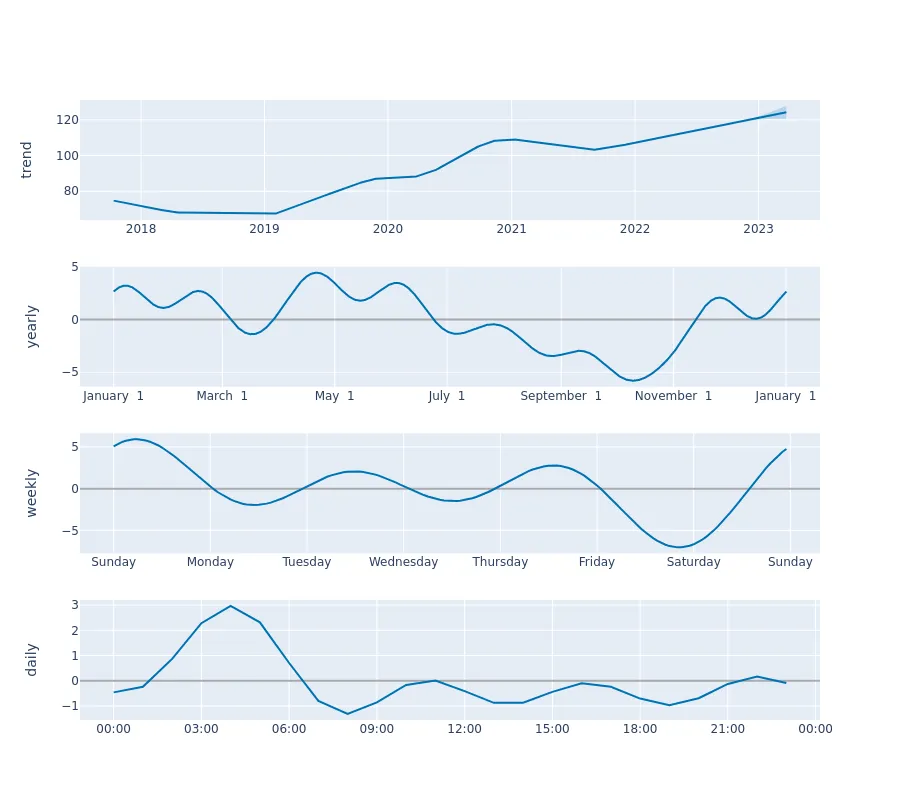 trend
120
100
80
2018 2019 2020 2021 2022 2023
yearly
5
0
−5
January 1 March 1 May 1 July 1 September 1 November 1 January 1
weekly
5
0
−5
Sunday Monday Tuesday Wednesday Thursday Friday Saturday Sunday
daily
3
2
1
0
−1
00:00 03:00 06:00 09:00 12:00 15:00 18:00 21:00 00:00